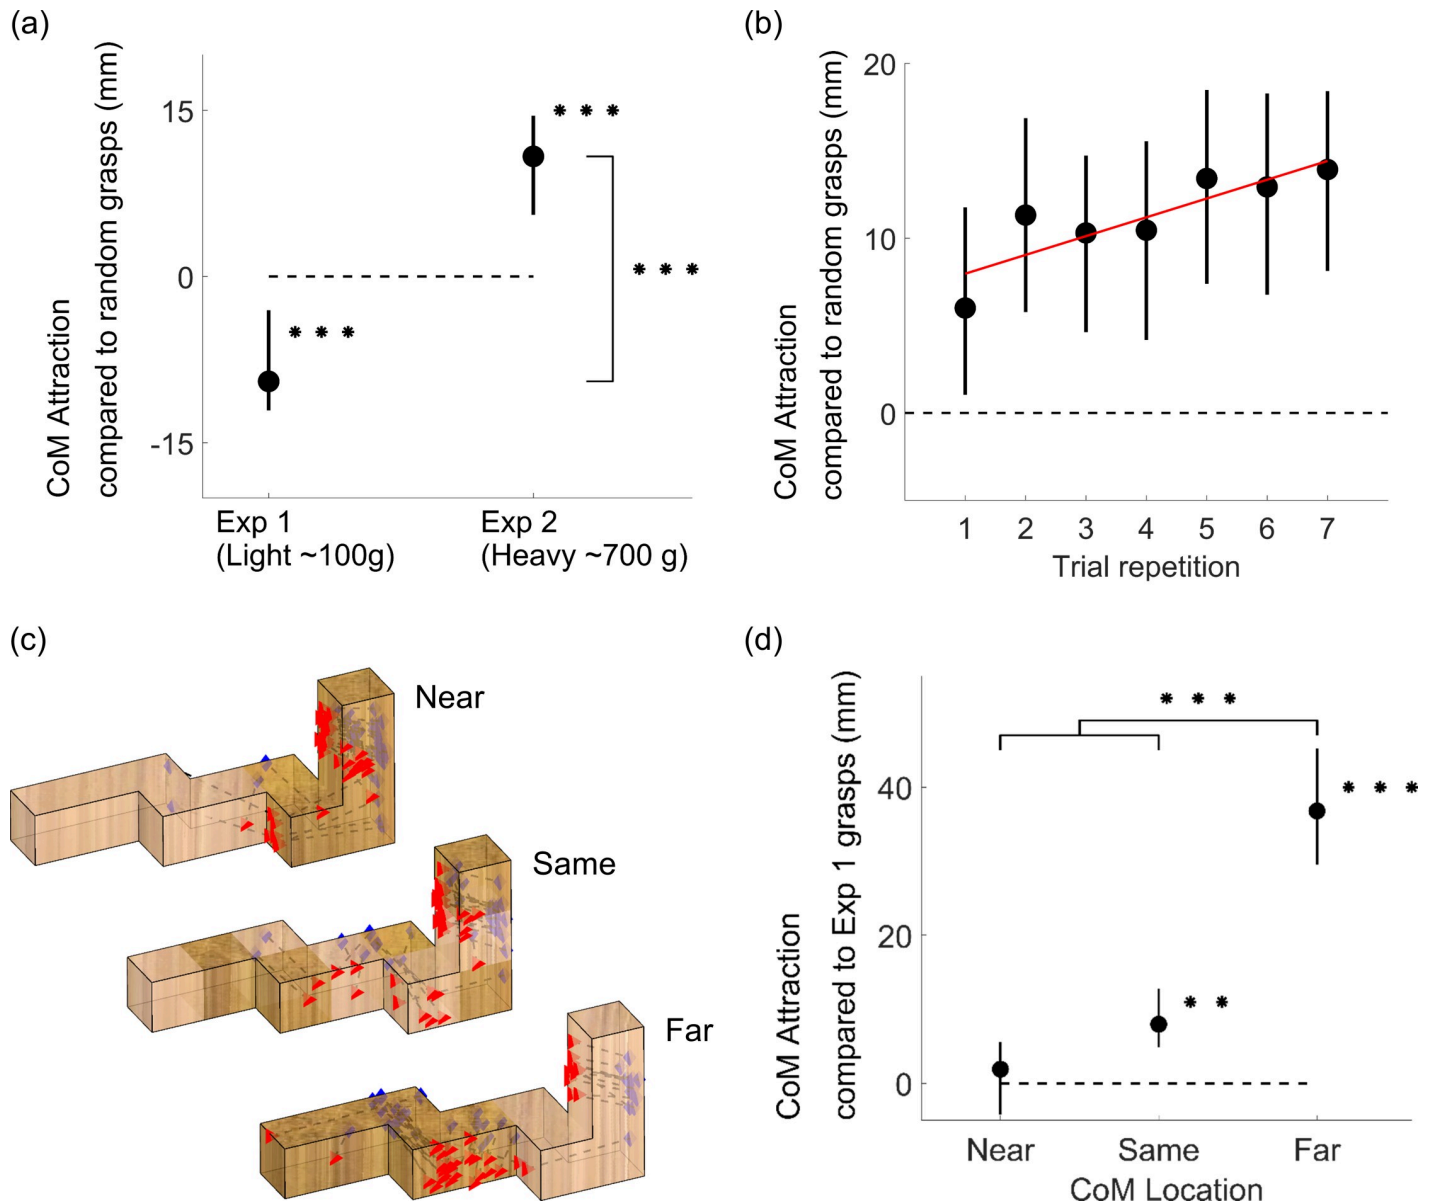 (a)
CoM Attraction
compared to random grasps (mm)
15
0
-15
* * *
* * *
* * *
Exp 1
(Light ~100g)
Exp 2
(Heavy ~700 g)
(b)
CoM Attraction
compared to random grasps (mm)
20
10
0
1 2 3 4 5 6 7
Trial repetition
(c)
Near
Same
Far
(d)
CoM Attraction
compared to Exp 1 grasps (mm)
40
20
0
* * *
* * *
* *
Near Same Far
CoM Location